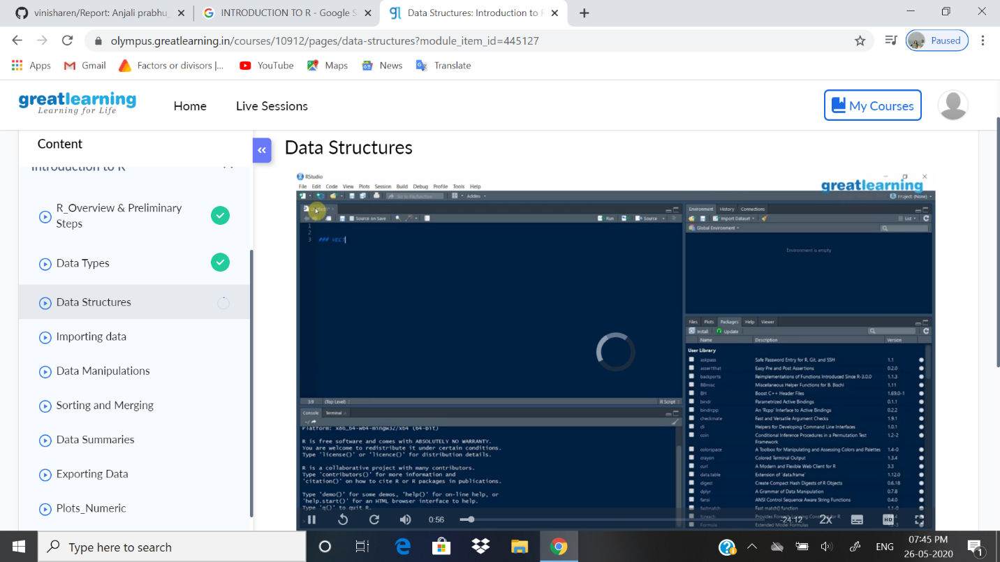 vinisharen/Report: Anjali prabhu_
INTRODUCTION TO R - Google S
Data Structures: Introduction to R
olympus.greatlearning.in/courses/10912/pages/data-structures?module_item_id=445127
Paused
Apps Gmail Factors or divisors |... YouTube Maps News Translate
greatlearning
Learning for Life
Home Live Sessions My Courses
Content
Introduction to R
R_Overview & Preliminary
Steps
Data Types
Data Structures
Importing data
Data Manipulations
Sorting and Merging
Data Summaries
Exporting Data
Plots_Numeric
Data Structures
RStudio
File Edit Code View Plots Session Build Debug Profile Tools Help
greatlearning
Go to file/function Addins Project: (None)
Source on Save Run Source
1
2
3 ### VECT
3:9 (Top Level) R Script
Environment History Connections
Import Dataset List
Global Environment
Environment is empty
Console Terminal
~/
Platform: x86_64-w64-mingw32/x64 (64-bit)
R is free software and comes with ABSOLUTELY NO WARRANTY.
You are welcome to redistribute it under certain conditions.
Type 'license()' or 'licence()' for distribution details.
R is a collaborative project with many contributors.
Type 'contributors()' for more information and
'citation()' on how to cite R or R packages in publications.
Type 'demo()' for some demos, 'help()' for on-line help, or
'help.start()' for an HTML browser interface to help.
Type 'q()' to quit R.
Files Plots Packages Help Viewer
Install Update
Name Description Version
User Library
askpass Safe Password Entry for R, Git, and SSH 1.1
assertthat Easy Pre and Post Assertions 0.2.0
backports Reimplementations of Functions Introduced Since R-3.0.0 1.1.3
BBmisc Miscellaneous Helper Functions for B. Bischl 1.11
BH Boost C++ Header Files 1.69.0-1
bindr Parametrized Active Bindings 0.1.1
bindrcpp An 'Rcpp' Interface to Active Bindings 0.2.2
checkmate Fast and Versatile Argument Checks 1.9.1
cli Helpers for Developing Command Line Interfaces 1.0.1
coin Conditional Inference Procedures in a Permutation Test 1.2-2
Framework
colorspace A Toolbox for Manipulating and Assessing Colors and Palettes 1.4-0
crayon Colored Terminal Output 1.3.4
curl A Modern and Flexible Web Client for R 3.3
data.table Extension of `data.frame` 1.12.0
digest Create Compact Hash Digests of R Objects 0.6.18
dplyr A Grammar of Data Manipulation 0.7.8
fansi ANSI Control Sequence Aware String Functions 0.4.0
fastmatch Fast match() function 1.1-0
foreach
Formula Extended Model Formulas
0:56 -24:12 2x HD
Type here to search
ENG 07:45 PM
26-05-2020
1